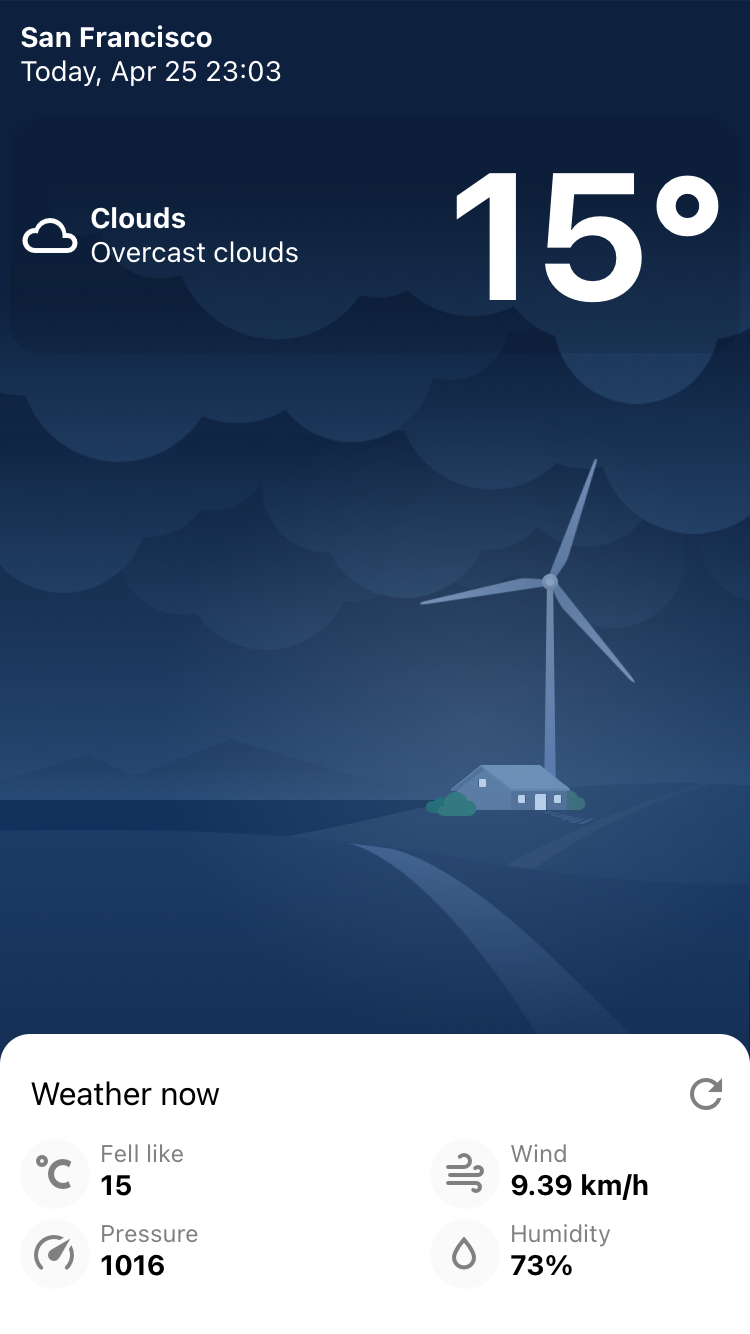 San Francisco
Today, Apr 25 23:03
Clouds
Overcast clouds
15°
Weather now
°C
Fell like
15
Wind
9.39 km/h
Pressure
1016
Humidity
73%